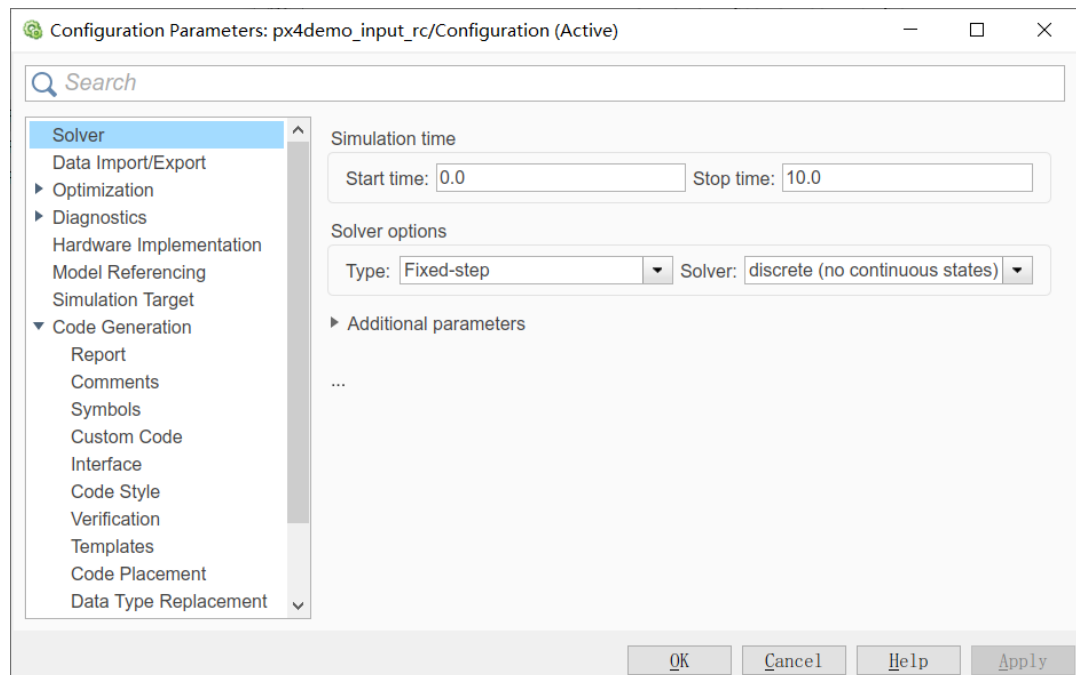 Configuration Parameters: px4demo_input_rc/Configuration (Active)
Search
Solver
Data Import/Export
Optimization
Diagnostics
Hardware Implementation
Model Referencing
Simulation Target
Code Generation
Report
Comments
Symbols
Custom Code
Interface
Code Style
Verification
Templates
Code Placement
Data Type Replacement
Simulation time
Start time: 0.0 Stop time: 10.0
Solver options
Type: Fixed-step Solver: discrete (no continuous states)
Additional parameters
...
OK Cancel Help Apply